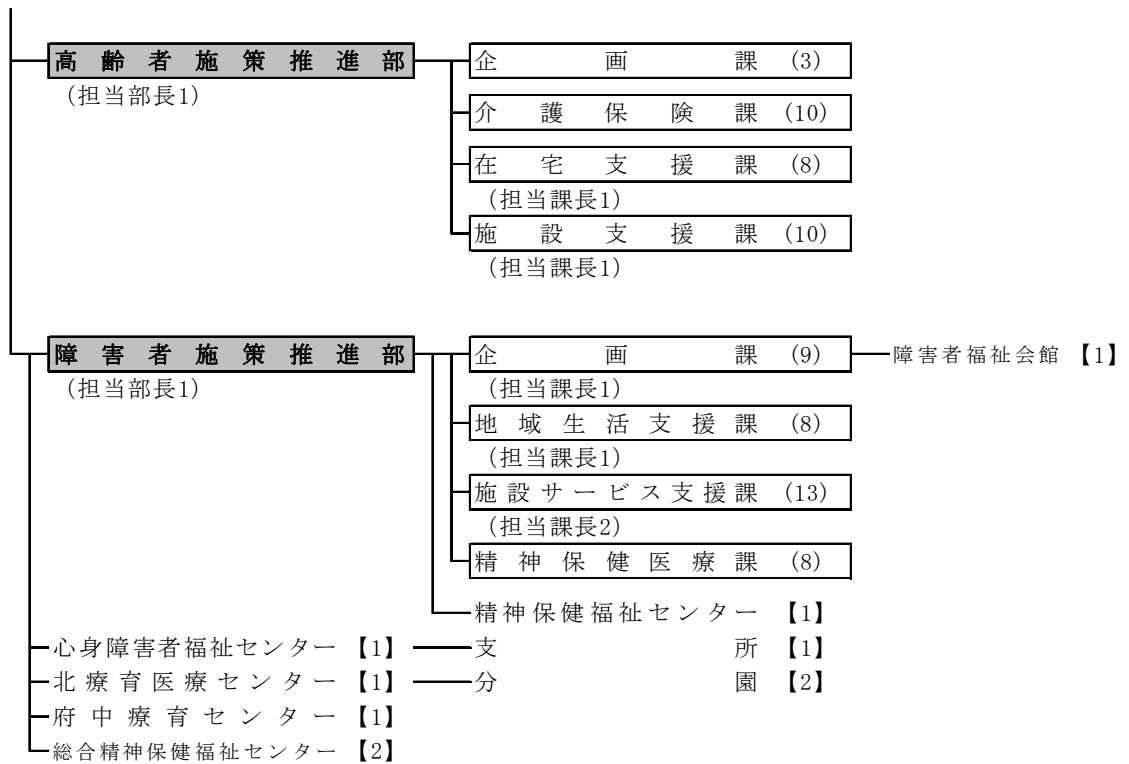 高齢者施策推進部 企画課 (3)
(担当部長1)
介護保険課 (10)
在宅支援課 (8)
(担当課長1)
施設支援課 (10)
(担当課長1)
障害者施策推進部 企画課 (9) 障害者福祉会館 【1】
(担当部長1) (担当課長1)
地域生活支援課 (8)
(担当課長1)
施設サービス支援課 (13)
(担当課長2)
精神保健医療課 (8)
精神保健福祉センター 【1】
心身障害者福祉センター 【1】 支所 【1】
北療育医療センター 【1】 分園 【2】
府中療育センター 【1】
総合精神保健福祉センター 【2】